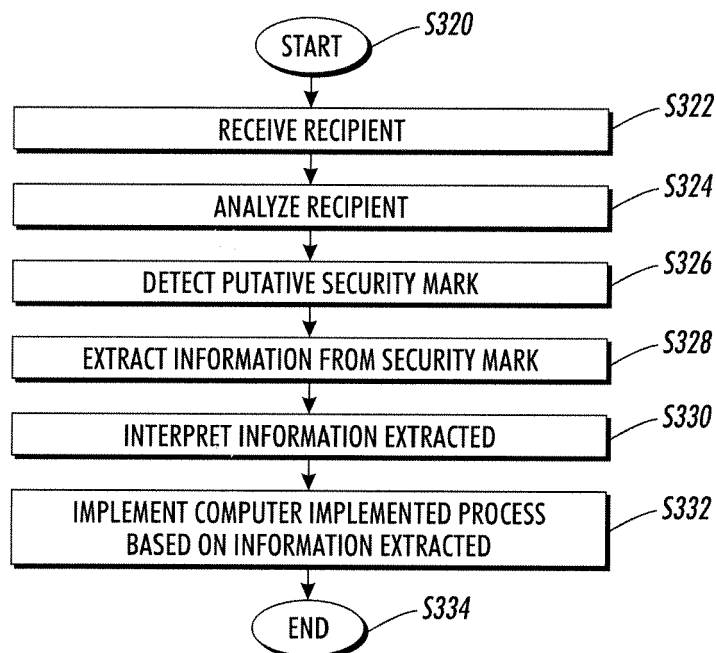 START
S320
RECEIVE RECIPIENT
S322
ANALYZE RECIPIENT
S324
DETECT PUTATIVE SECURITY MARK
S326
EXTRACT INFORMATION FROM SECURITY MARK
S328
INTERPRET INFORMATION EXTRACTED
S330
IMPLEMENT COMPUTER IMPLEMENTED PROCESS
BASED ON INFORMATION EXTRACTED
S332
END
S334